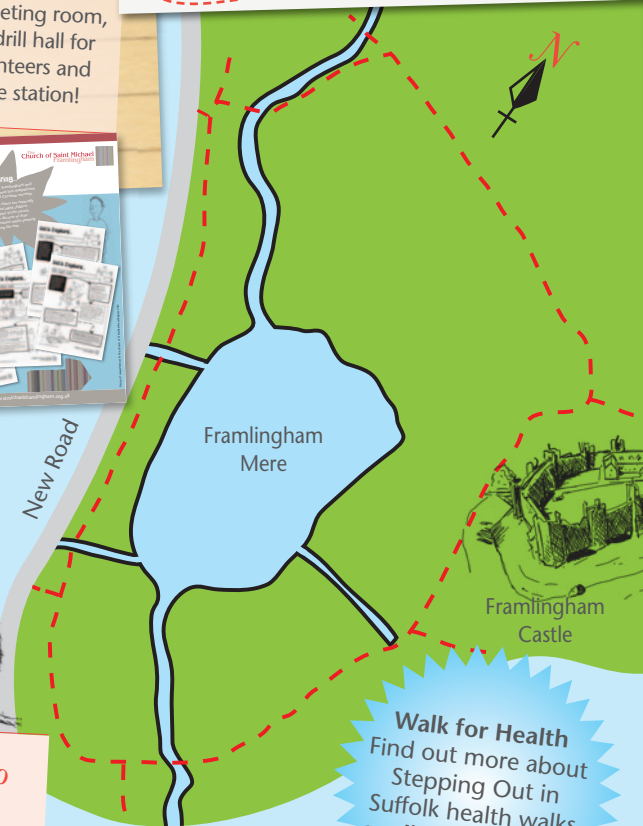 eting room,
drill hall for
nteers and
e station!
The
Church of Saint Michael
Framlingham
N
New Road
Framlingham
Mere
Framlingham
Castle
Walk for Health
Find out more about
Stepping Out in
Suffolk health walks